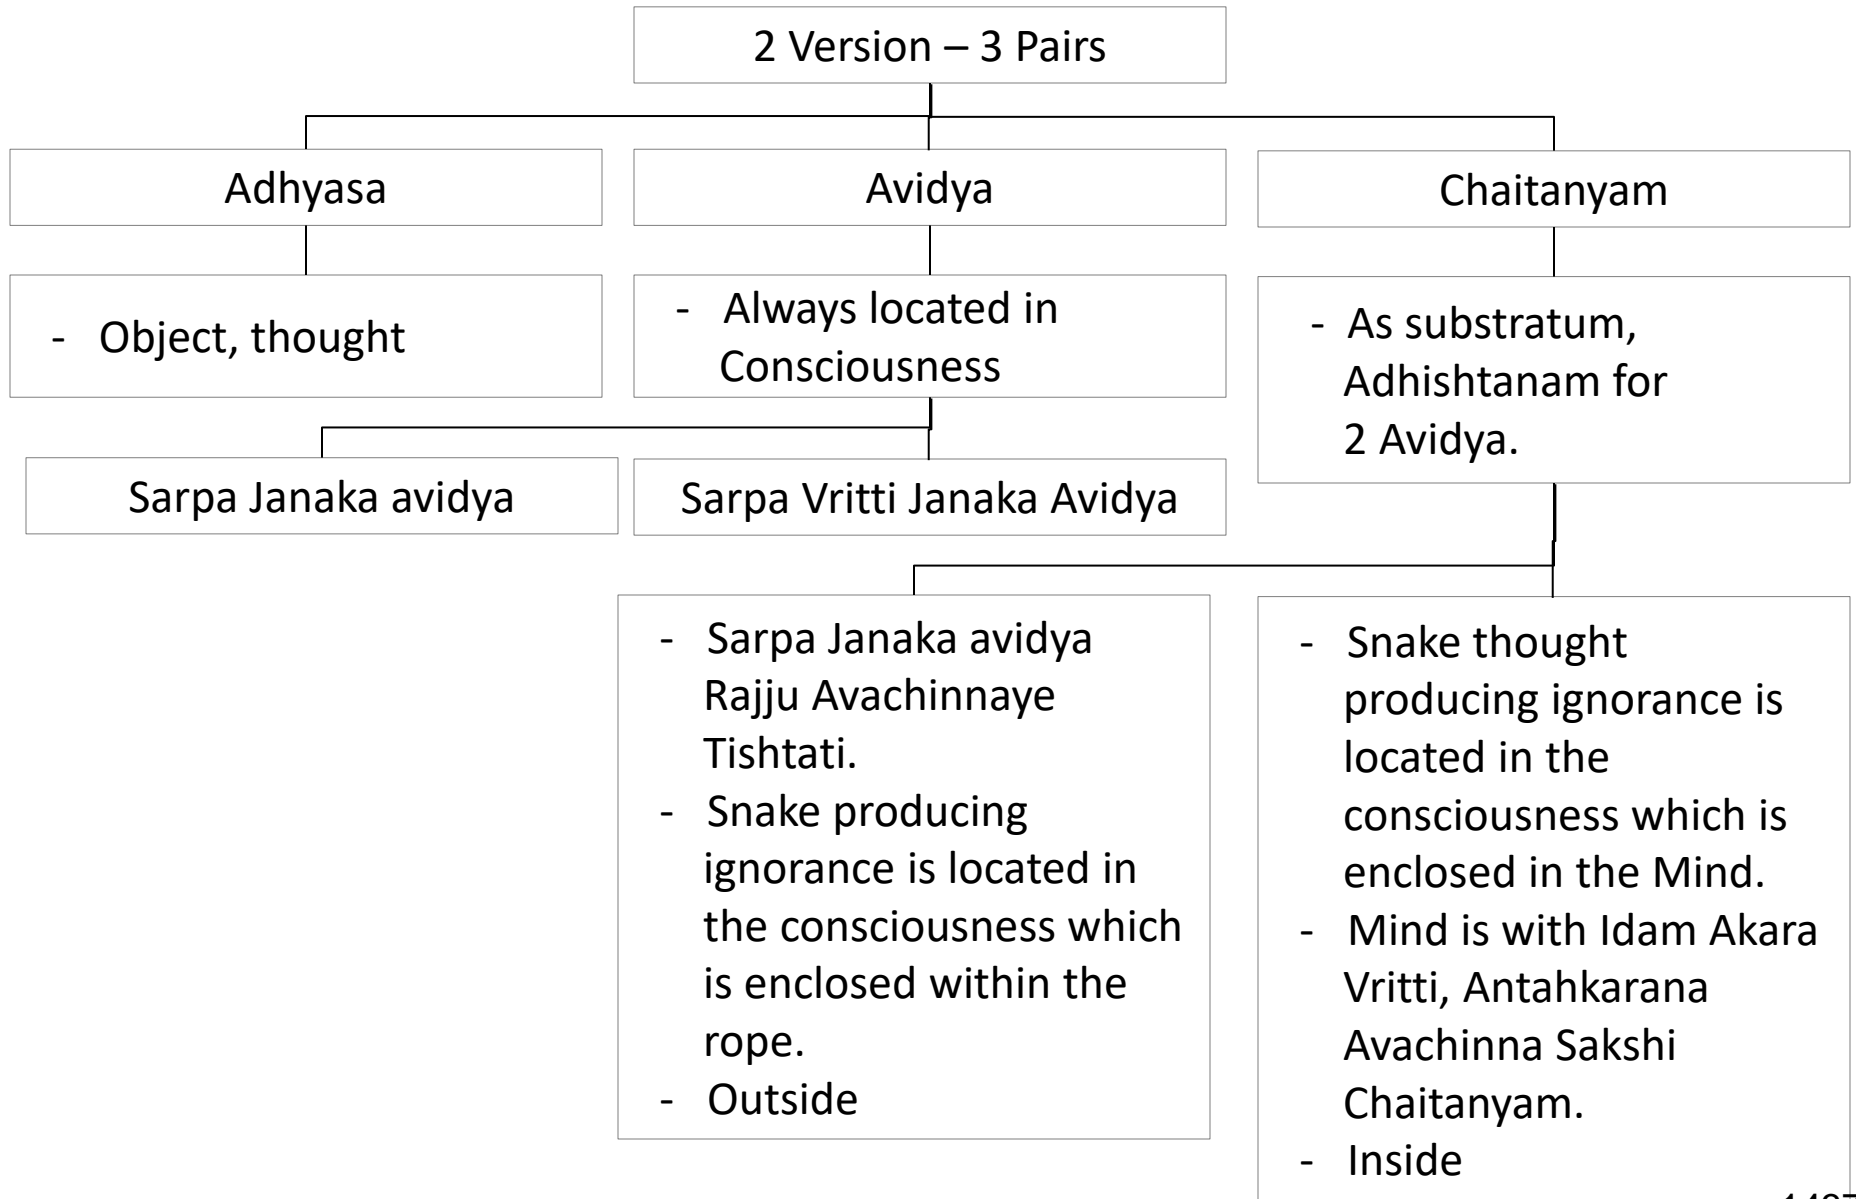 2 Version – 3 Pairs
Adhyasa
Avidya
Chaitanyam
- Object, thought
- Always located in
Consciousness
- As substratum,
Adhishtanam for
2 Avidya.
Sarpa Janaka avidya
Sarpa Vritti Janaka Avidya
- Sarpa Janaka avidya
Rajju Avachinnaye
Tishtati.
- Snake producing
ignorance is located in
the consciousness which
is enclosed within the
rope.
- Outside
- Snake thought
producing ignorance is
located in the
consciousness which is
enclosed in the Mind.
- Mind is with Idam Akara
Vritti, Antahkarana
Avachinna Sakshi
Chaitanyam.
- Inside